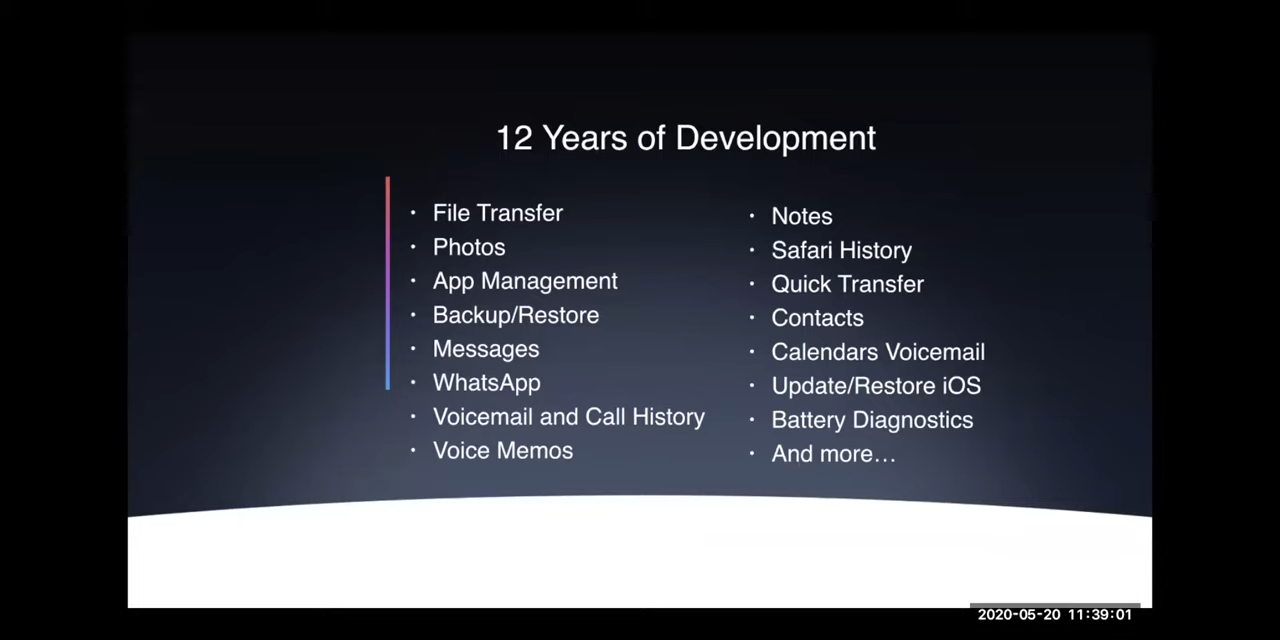 12 Years of Development
· File Transfer
· Photos
· App Management
· Backup/Restore
· Messages
· WhatsApp
· Voicemail and Call History
· Voice Memos
· Notes
· Safari History
· Quick Transfer
· Contacts
· Calendars Voicemail
· Update/Restore iOS
· Battery Diagnostics
· And more…
2020-05-20 11:39:01